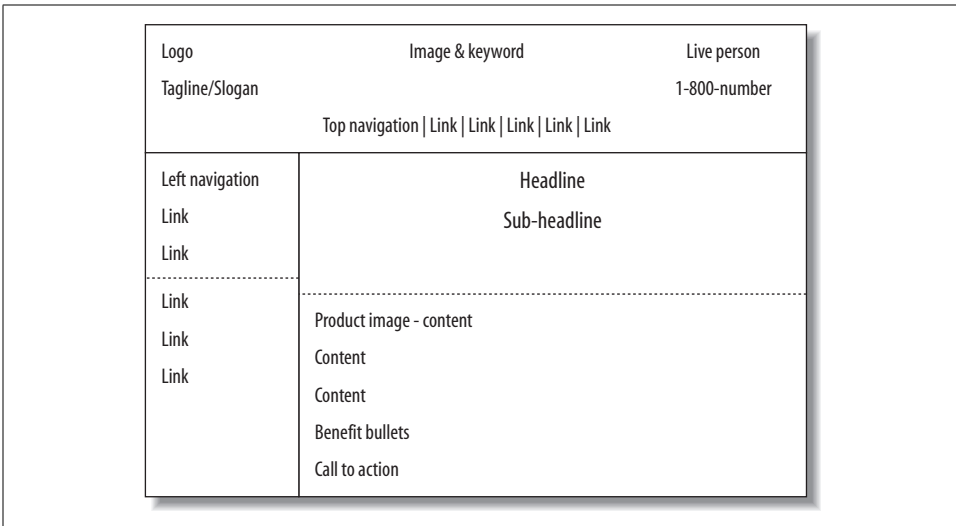 Logo
Image & keyword
Live person
Tagline/Slogan
1-800-number
Top navigation | Link | Link | Link | Link | Link
Left navigation
Link
Link
Link
Link
Link
Headline
Sub-headline
Product image - content
Content
Content
Benefit bullets
Call to action